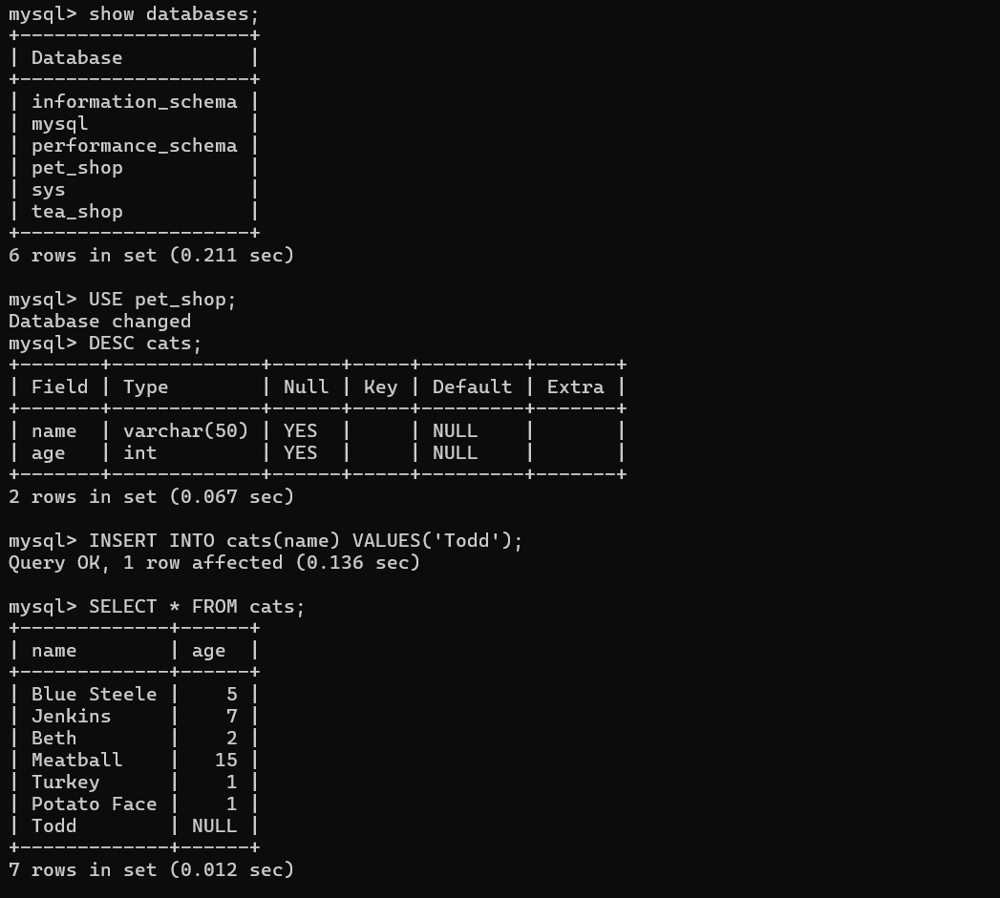 mysql> show databases;
+--------------------+
| Database           |
+--------------------+
| information_schema |
| mysql              |
| performance_schema |
| pet_shop           |
| sys                |
| tea_shop           |
+--------------------+
6 rows in set (0.211 sec)

mysql> USE pet_shop;
Database changed
mysql> DESC cats;
+-------+-------------+------+-----+---------+-------+
| Field | Type        | Null | Key | Default | Extra |
+-------+-------------+------+-----+---------+-------+
| name  | varchar(50) | YES  |     | NULL    |       |
| age   | int         | YES  |     | NULL    |       |
+-------+-------------+------+-----+---------+-------+
2 rows in set (0.067 sec)

mysql> INSERT INTO cats(name) VALUES('Todd');
Query OK, 1 row affected (0.136 sec)

mysql> SELECT * FROM cats;
+-------------+------+
| name        | age  |
+-------------+------+
| Blue Steele |    5 |
| Jenkins     |    7 |
| Beth        |    2 |
| Meatball    |   15 |
| Turkey      |    1 |
| Potato Face |    1 |
| Todd        | NULL |
+-------------+------+
7 rows in set (0.012 sec)